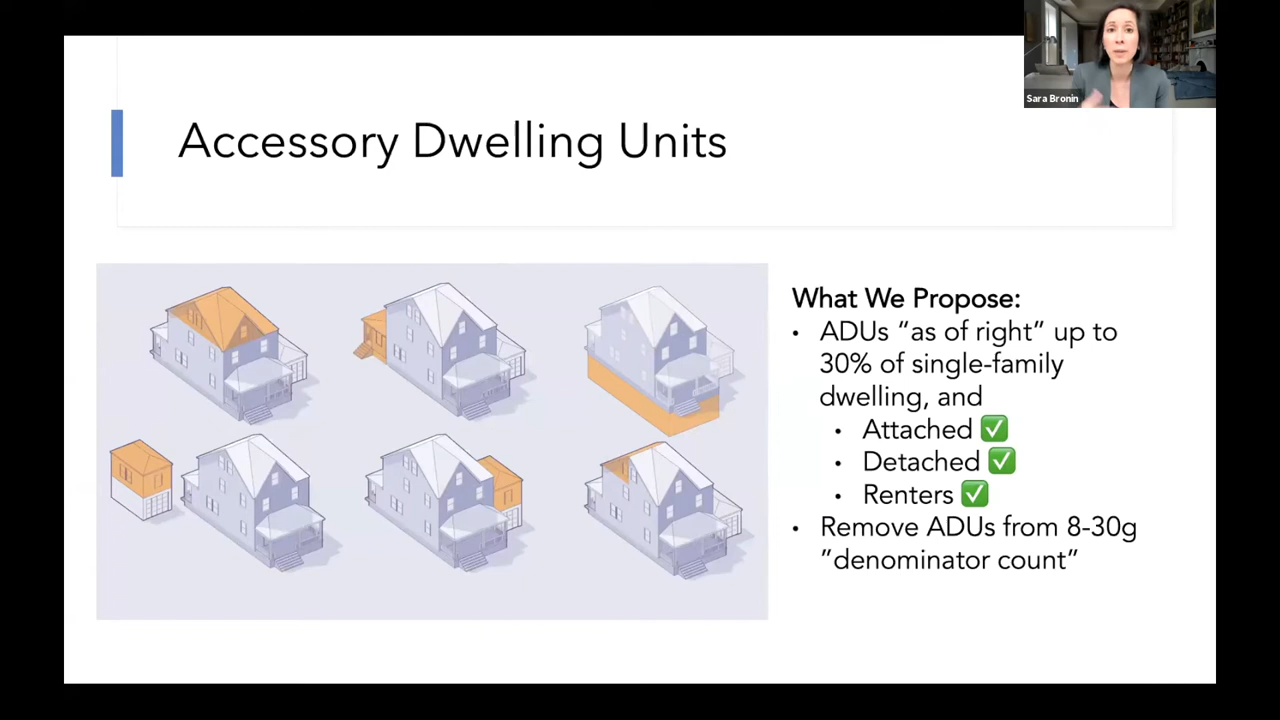 Sara Bronin
Accessory Dwelling Units
What We Propose:
• ADUs “as of right” up to
30% of single-family
dwelling, and
• Attached ✅
• Detached ✅
• Renters ✅
• Remove ADUs from 8-30g
”denominator count”